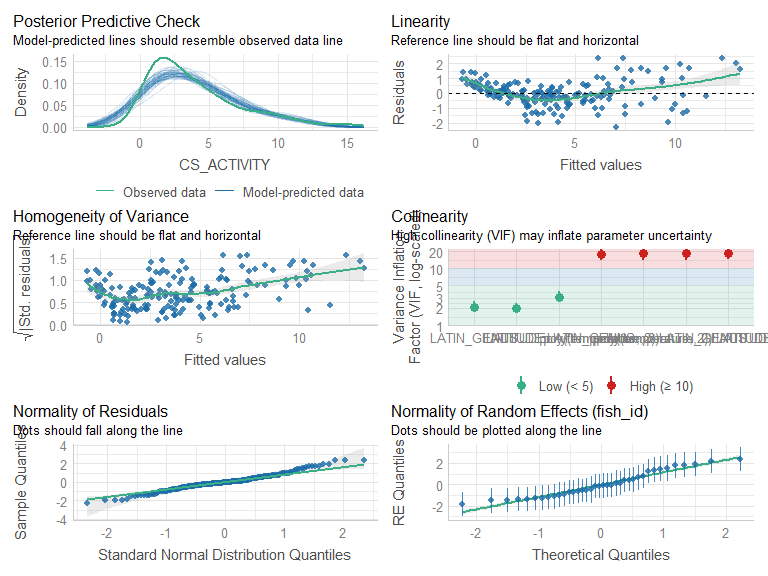 Posterior Predictive Check
Model-predicted lines should resemble observed data line
Density
0.15
0.10
0.05
0.00
0
5
10
15
CS_ACTIVITY
Observed data
Model-predicted data
Linearity
Reference line should be flat and horizontal
Residuals
2
1
0
-1
-2
0
5
10
Fitted values
Homogeneity of Variance
Reference line should be flat and horizontal
√|Std. residuals|
1.5
1.0
0.5
0.0
0
5
10
Fitted values
Collinearity
High collinearity (VIF) may inflate parameter uncertainty
Variance Inflation
Factor (VIF, log-scaled)
20
10
5
3
2
1
Low (< 5)
High (≥ 10)
Normality of Residuals
Dots should fall along the line
Sample Quantiles
4
2
0
-2
-4
-2
-1
0
1
2
Standard Normal Distribution Quantiles
Normality of Random Effects (fish_id)
Dots should be plotted along the line
RE Quantiles
2
0
-2
-2
-1
0
1
2
Theoretical Quantiles